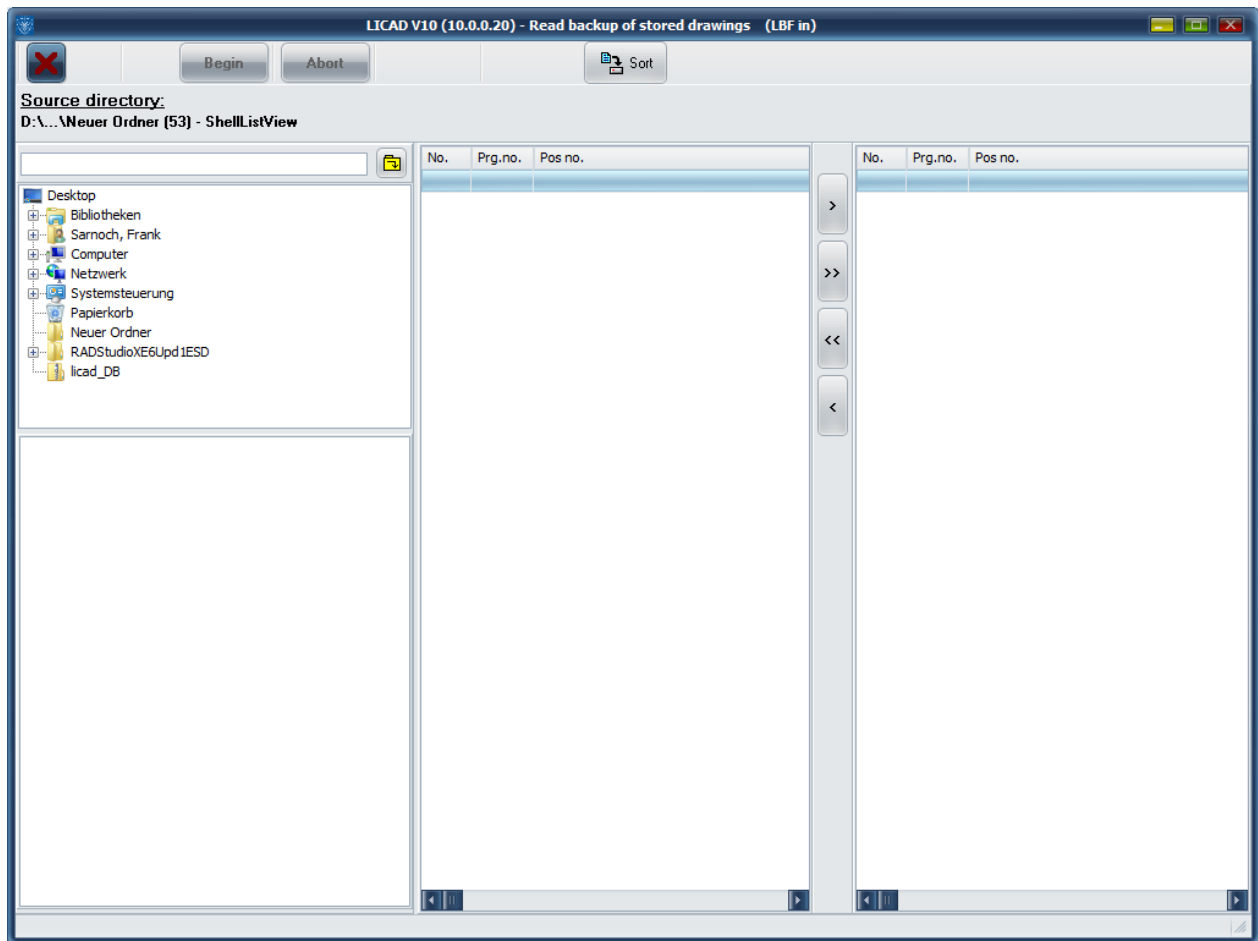 LICAD V10 (10.0.0.20) - Read backup of stored drawings (LBF in)
Begin Abort Sort
Source directory:
D:\...\Neuer Ordner (53) - ShellListView
No. Prg.no. Pos no. No. Prg.no. Pos no.
Desktop
Bibliotheken
Sarnoch, Frank
Computer
Netzwerk
Systemsteuerung
Papierkorb
Neuer Ordner
RADStudioXE6Upd1ESD
licad_DB
>
>>
<<
<